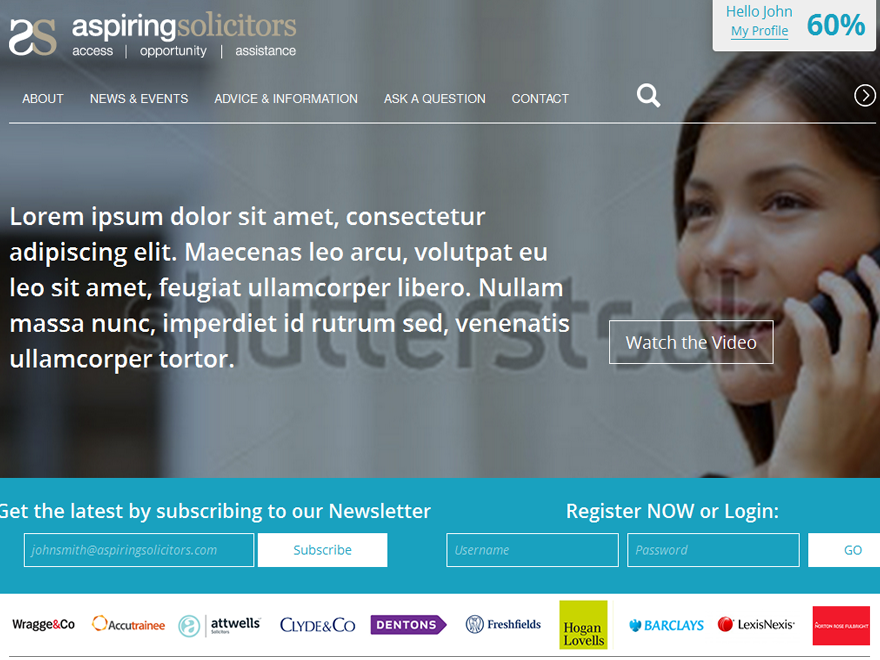 aspiringsolicitors
access | opportunity | assistance
Hello John
My Profile
60%
ABOUT NEWS & EVENTS ADVICE & INFORMATION ASK A QUESTION CONTACT
Lorem ipsum dolor sit amet, consectetur
adipiscing elit. Maecenas leo arcu, volutpat eu
leo sit amet, feugiat ullamcorper libero. Nullam
massa nunc, imperdiet id rutrum sed, venenatis
ullamcorper tortor.
shutterstock
Watch the Video
Get the latest by subscribing to our Newsletter
johnsmith@aspiringsolicitors.com
Subscribe
Register NOW or Login:
Username
Password
GO
Wragge&Co
Accutrainee
attwells
Solicitors
CLYDE&CO
DENTONS
Freshfields
Hogan
Lovells
BARCLAYS
LexisNexis
NORTON ROSE FULBRIGHT